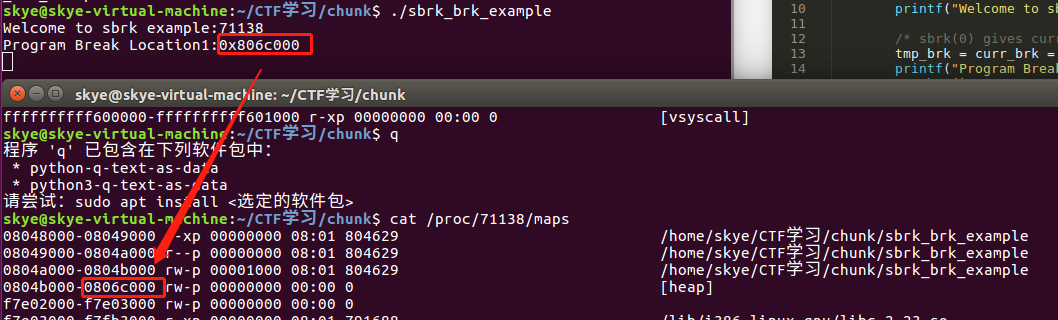 skye@skye-virtual-machine:~/CTF学习/chunk$ ./sbrk_brk_example
Welcome to sbrk example:71138
Program Break Location1:0x806c000
10 printf("Welcome to sb
11
12 /* sbrk(0) gives curr
13 tmp_brk = curr_brk =
14 printf("Program Break
skye@skye-virtual-machine: ~/CTF学习/chunk
ffffffffff600000-ffffffffff601000 r-xp 00000000 00:00 0 [vsyscall]
skye@skye-virtual-machine:~/CTF学习/chunk$ q
程序 'q' 已包含在下列软件包中：
* python-q-text-as-data
* python3-q-text-as-data
请尝试：sudo apt install <选定的软件包>
skye@skye-virtual-machine:~/CTF学习/chunk$ cat /proc/71138/maps
08048000-08049000 r-xp 00000000 08:01 804629 /home/skye/CTF学习/chunk/sbrk_brk_example
08049000-0804a000 r--p 00000000 08:01 804629 /home/skye/CTF学习/chunk/sbrk_brk_example
0804a000-0804b000 rw-p 00001000 08:01 804629 /home/skye/CTF学习/chunk/sbrk_brk_example
0804b000-0806c000 rw-p 00000000 00:00 0 [heap]
f7e02000-f7e03000 rw-p 00000000 00:00 0